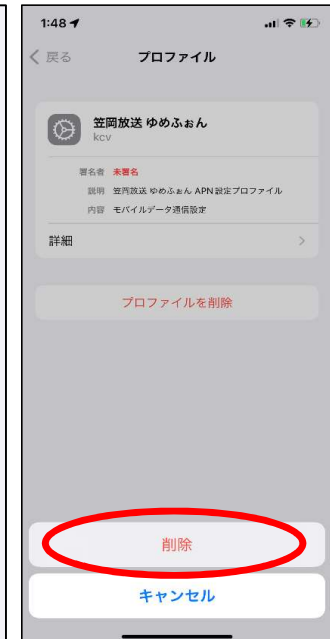 1:48
戻る
プロファイル
笠岡放送 ゆめふぉん
kcv
署名者 未署名
説明 笠岡放送 ゆめふぉん APN 設定プロファイル
内容 モバイルデータ通信設定
詳細
プロファイルを削除
削除
キャンセル